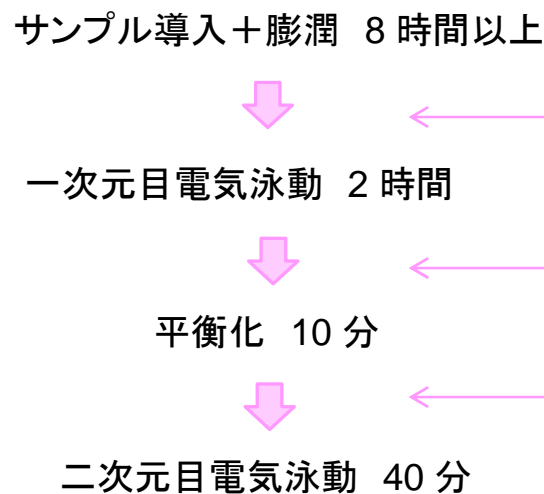 サンプル導入＋膨潤 8 時間以上
一次元目電気泳動 2 時間
平衡化 10 分
二次元目電気泳動 40 分